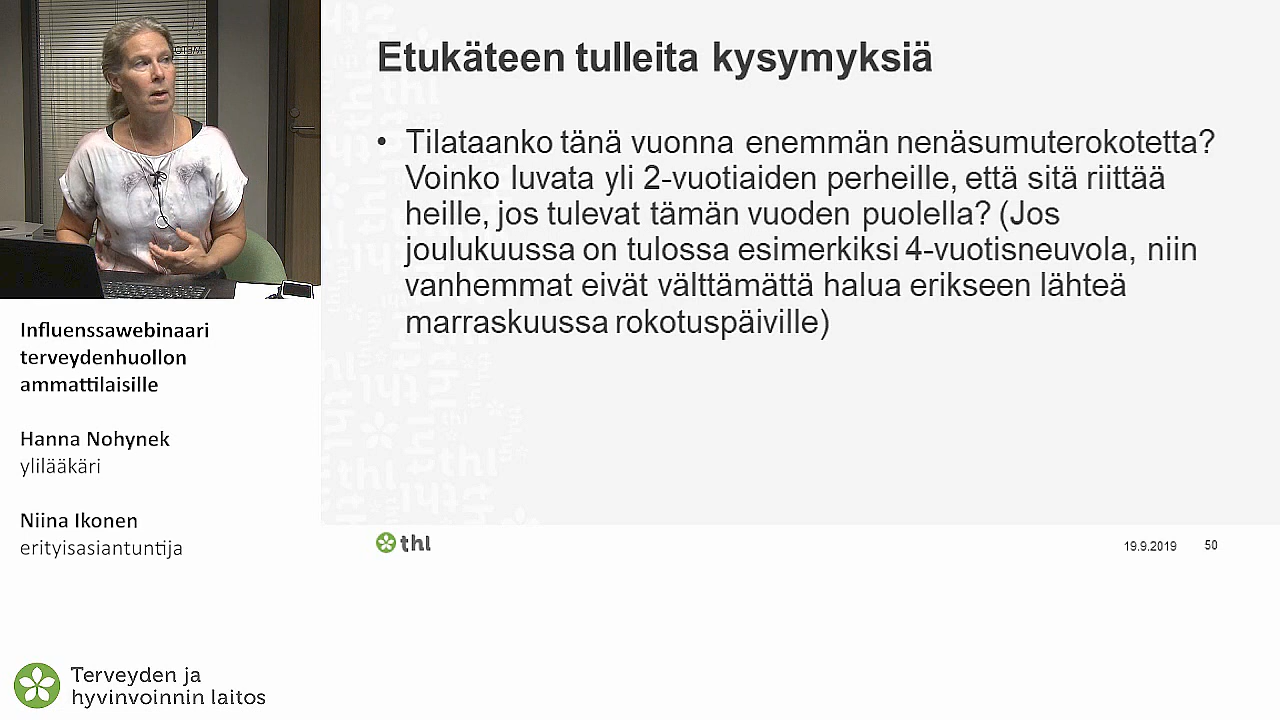 Etukäteen tulleita kysymyksiä
• Tilataanko tänä vuonna enemmän nenäsumuterokotetta?
Voinko luvata yli 2-vuotiaiden perheille, että sitä riittää
heille, jos tulevat tämän vuoden puolella? (Jos
joulukuussa on tulossa esimerkiksi 4-vuotisneuvola, niin
vanhemmat eivät välttämättä halua erikseen lähteä
marraskuussa rokotuspäiville)
Influenssawebinaari
terveydenhuollon
ammattilaisille
Hanna Nohynek
ylilääkäri
Niina Ikonen
erityisasiantuntija
thl
19.9.2019
50
Terveyden ja
hyvinvoinnin laitos